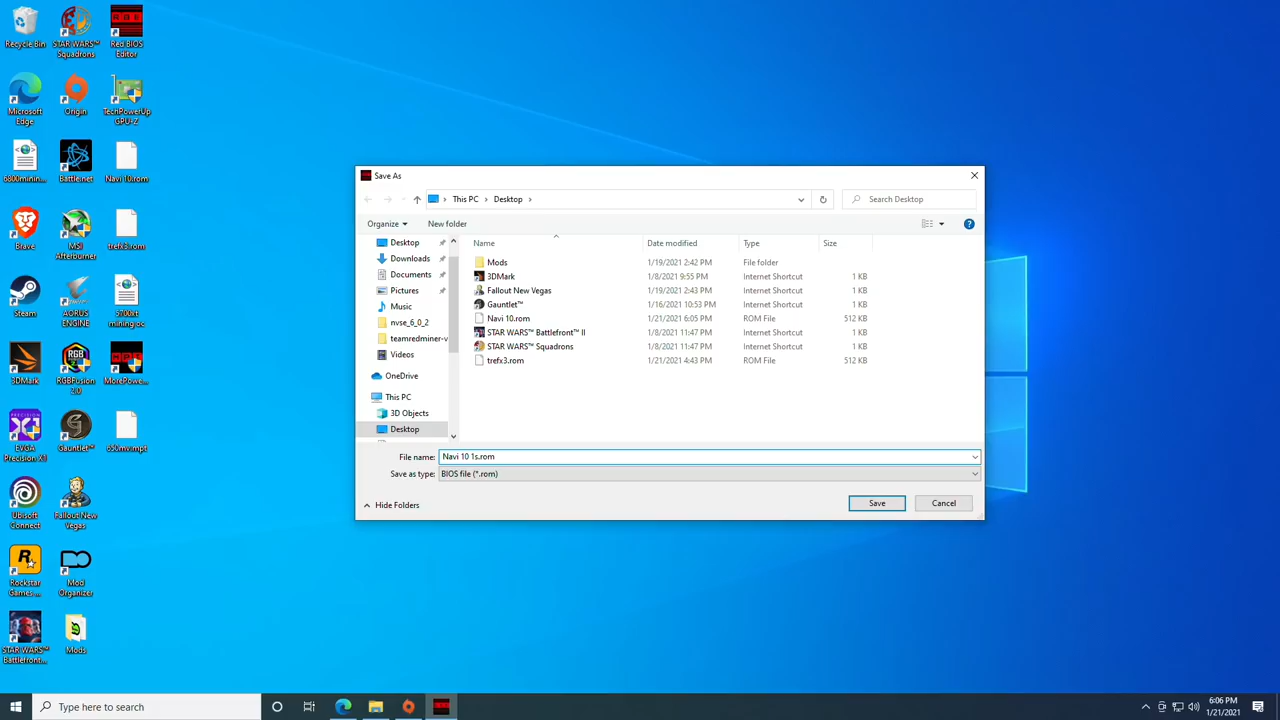 Recycle Bin
STAR WARS™
Squadrons
Red BIOS
Editor
Microsoft
Edge
Origin
TechPowerUp
GPU-Z
6800minin...
Battle.net
Navi 10.rom
Brave
MSI
Afterburner
trefx3.rom
Steam
AORUS
ENGINE
5700xt
mining.oc
3DMark
RGBFusion
2.0
MorePowe...
EVGA
Precision X1
Gauntlet™
Ubisoft
Connect
Fallout New
Vegas
Rockstar
Games ...
Mod
Organizer
STAR WARS™
Battlefront...
Mods
Save As
This PC
Desktop
Search Desktop
Organize
New folder
Name
Date modified
Type
Size
Desktop
Downloads
Documents
Pictures
Music
nvse_6_0_2
teamredminer-v
Videos
OneDrive
This PC
3D Objects
Desktop
Mods 1/19/2021 2:42 PM File folder
3DMark 1/8/2021 9:55 PM Internet Shortcut 1 KB
Fallout New Vegas 1/19/2021 2:43 PM Internet Shortcut 1 KB
Gauntlet™ 1/16/2021 10:53 PM Internet Shortcut 1 KB
Navi 10.rom 1/21/2021 6:05 PM ROM File 512 KB
STAR WARS™ Battlefront™ II 1/8/2021 11:47 PM Internet Shortcut 1 KB
STAR WARS™ Squadrons 1/8/2021 11:47 PM Internet Shortcut 1 KB
trefx3.rom 1/21/2021 4:43 PM ROM File 512 KB
File name: Navi 10 1s.rom
Save as type: BIOS file (*.rom)
Hide Folders
Save
Cancel
Type here to search
6:06 PM
1/21/2021